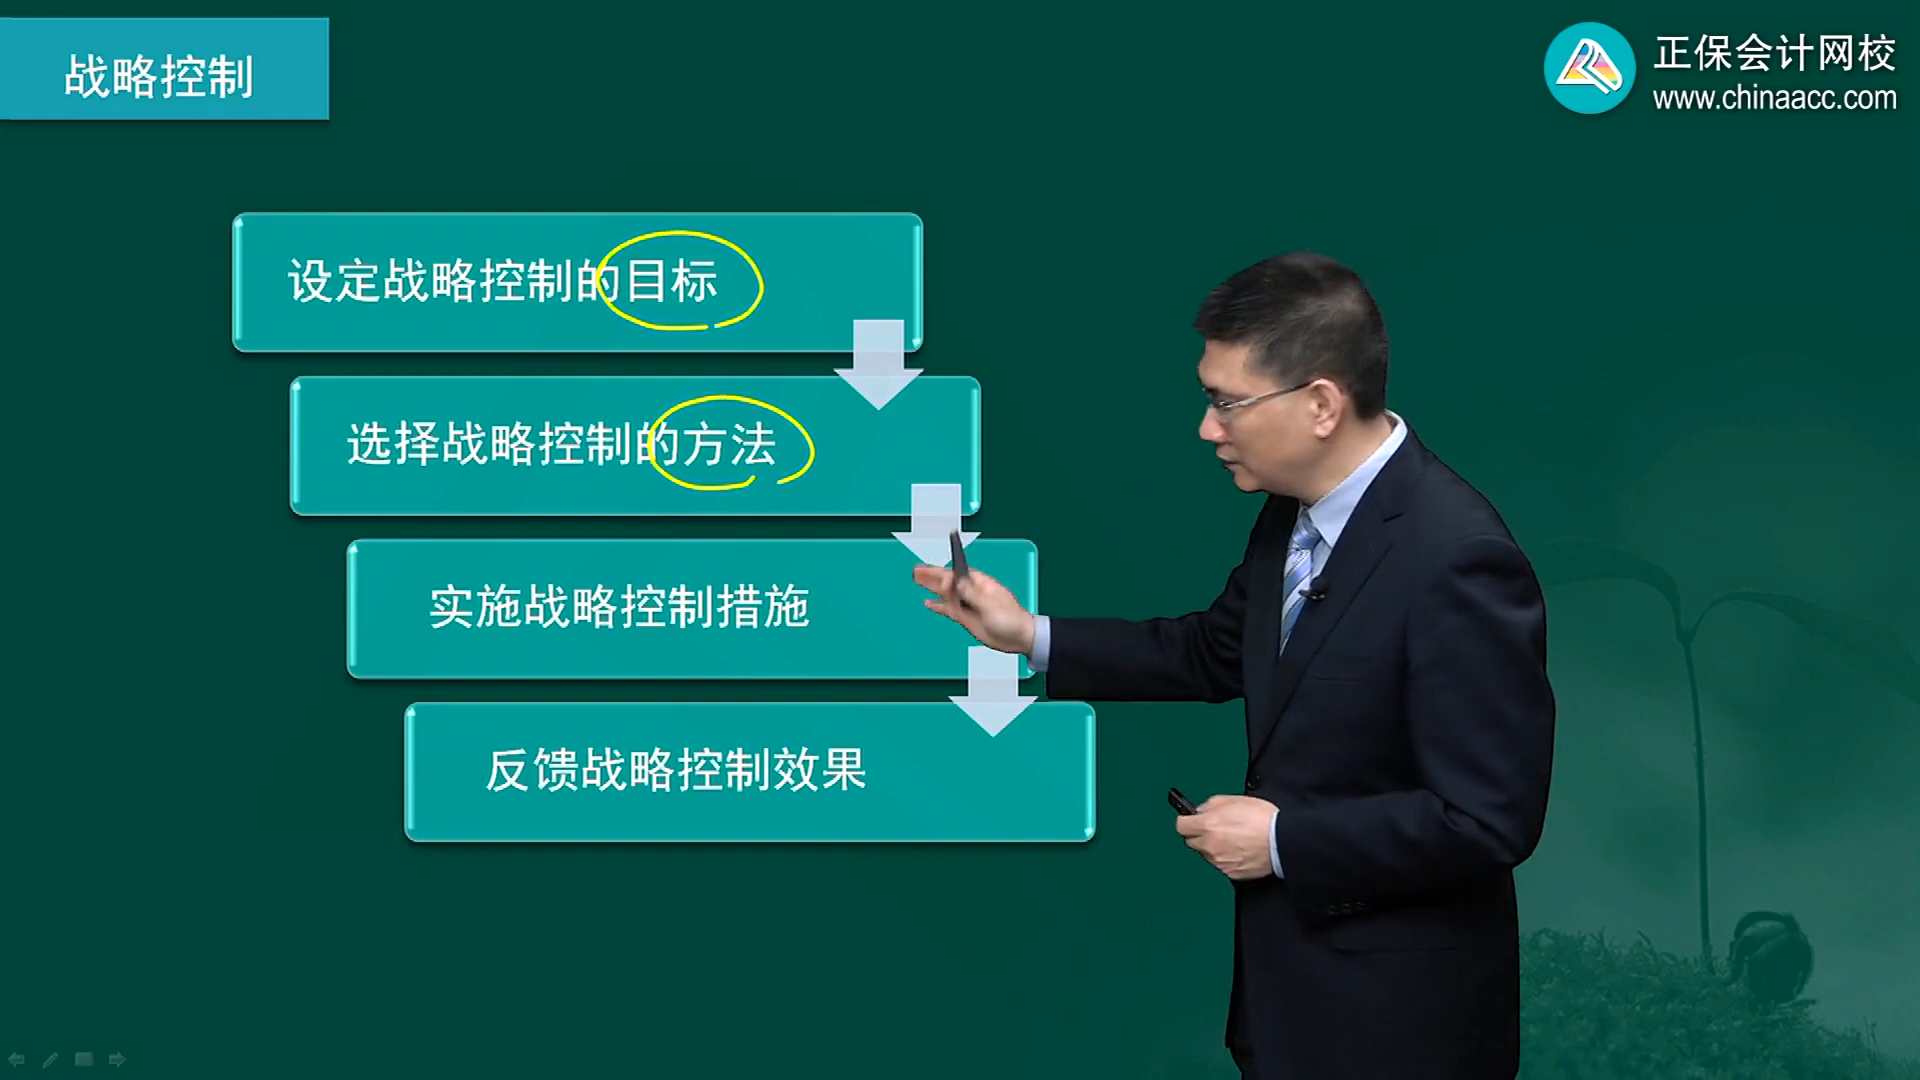 战略控制
正保会计网校
www.chinaacc.com
设定战略控制的目标
选择战略控制的方法
实施战略控制措施
反馈战略控制效果